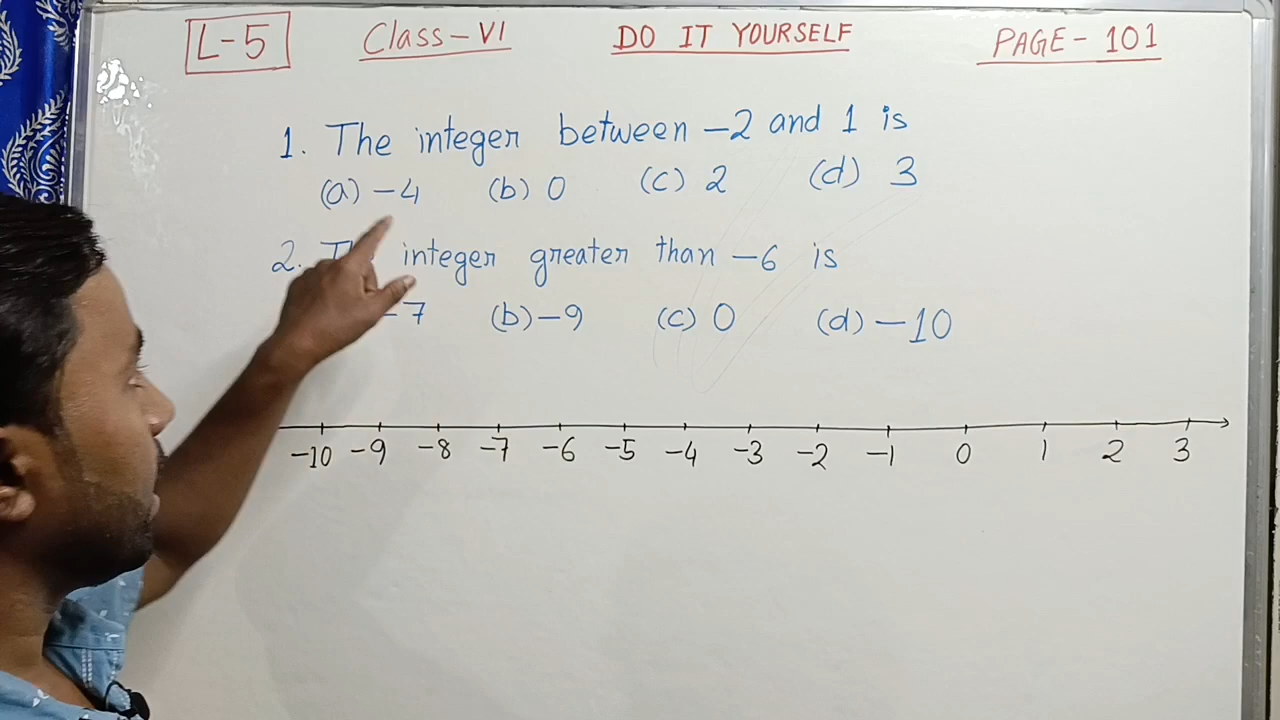 L-5 Class-VI DO IT YOURSELF PAGE-101
1. The integer between -2 and 1 is
(a) -4 (b) 0 (c) 2 (d) 3
2. integer greater than -6 is
-7 (b) -9 (c) 0 (d) -10
-10 -9 -8 -7 -6 -5 -4 -3 -2 -1 0 1 2 3